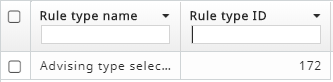 Rule type name Rule type ID
Advising type selec... 172